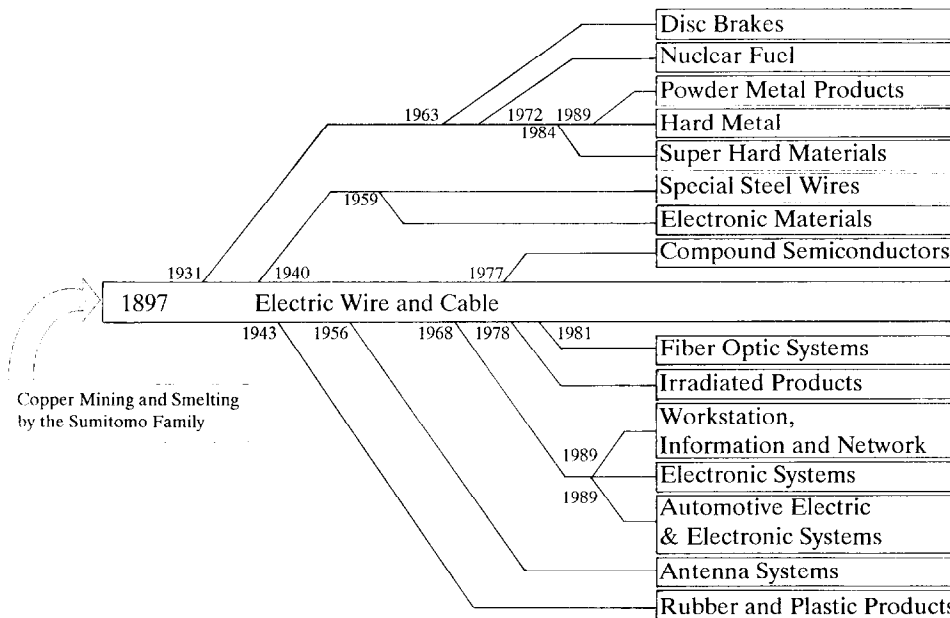 Disc Brakes
Nuclear Fuel
Powder Metal Products
1963
1972
1989
Hard Metal
1984
Super Hard Materials
Special Steel Wires
1959
Electronic Materials
Compound Semiconductors
1931
1940
1977
1897
Electric Wire and Cable
1943
1956
1968
1978
1981
Fiber Optic Systems
Irradiated Products
Copper Mining and Smelting
by the Sumitomo Family
Workstation,
Information and Network
1989
Electronic Systems
1989
Automotive Electric
& Electronic Systems
Antenna Systems
Rubber and Plastic Products